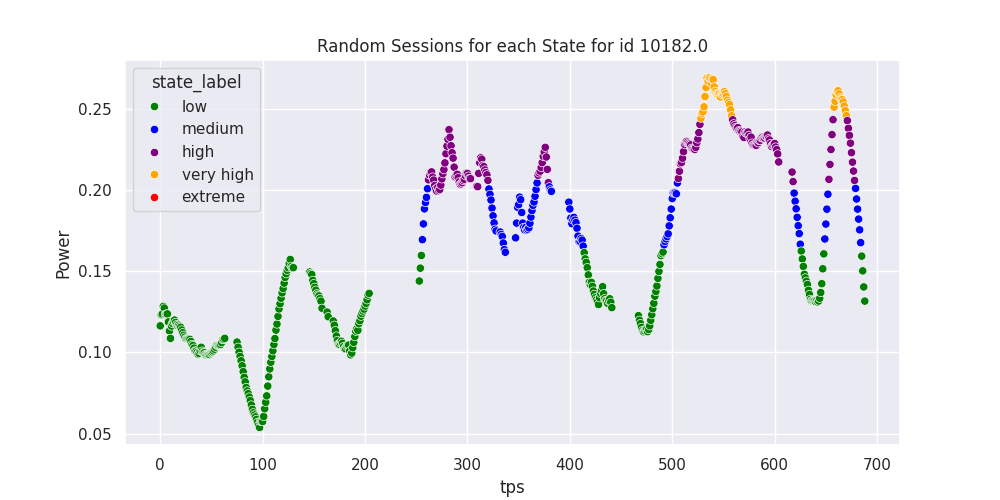 Random Sessions for each State for id 10182.0
state_label
low
medium
high
very high
extreme
Power
0.25
0.20
0.15
0.10
0.05
0 100 200 300 400 500 600 700
tps